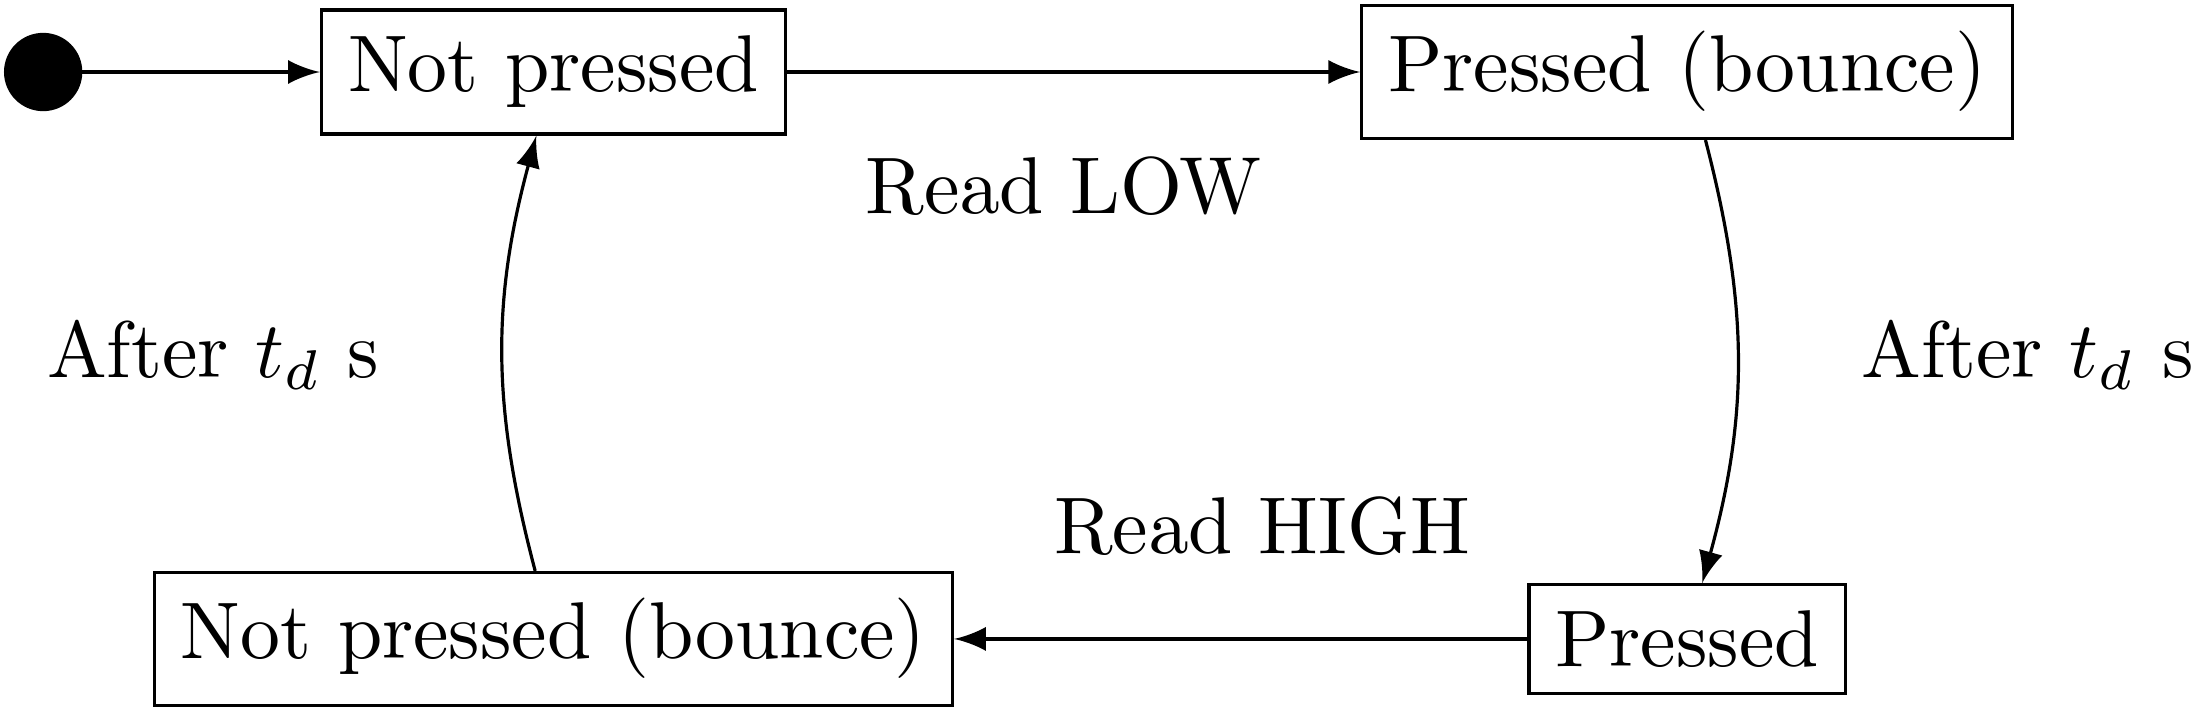 Not pressed
Pressed (bounce)
Read LOW
After t_d s
After t_d s
Read HIGH
Not pressed (bounce)
Pressed